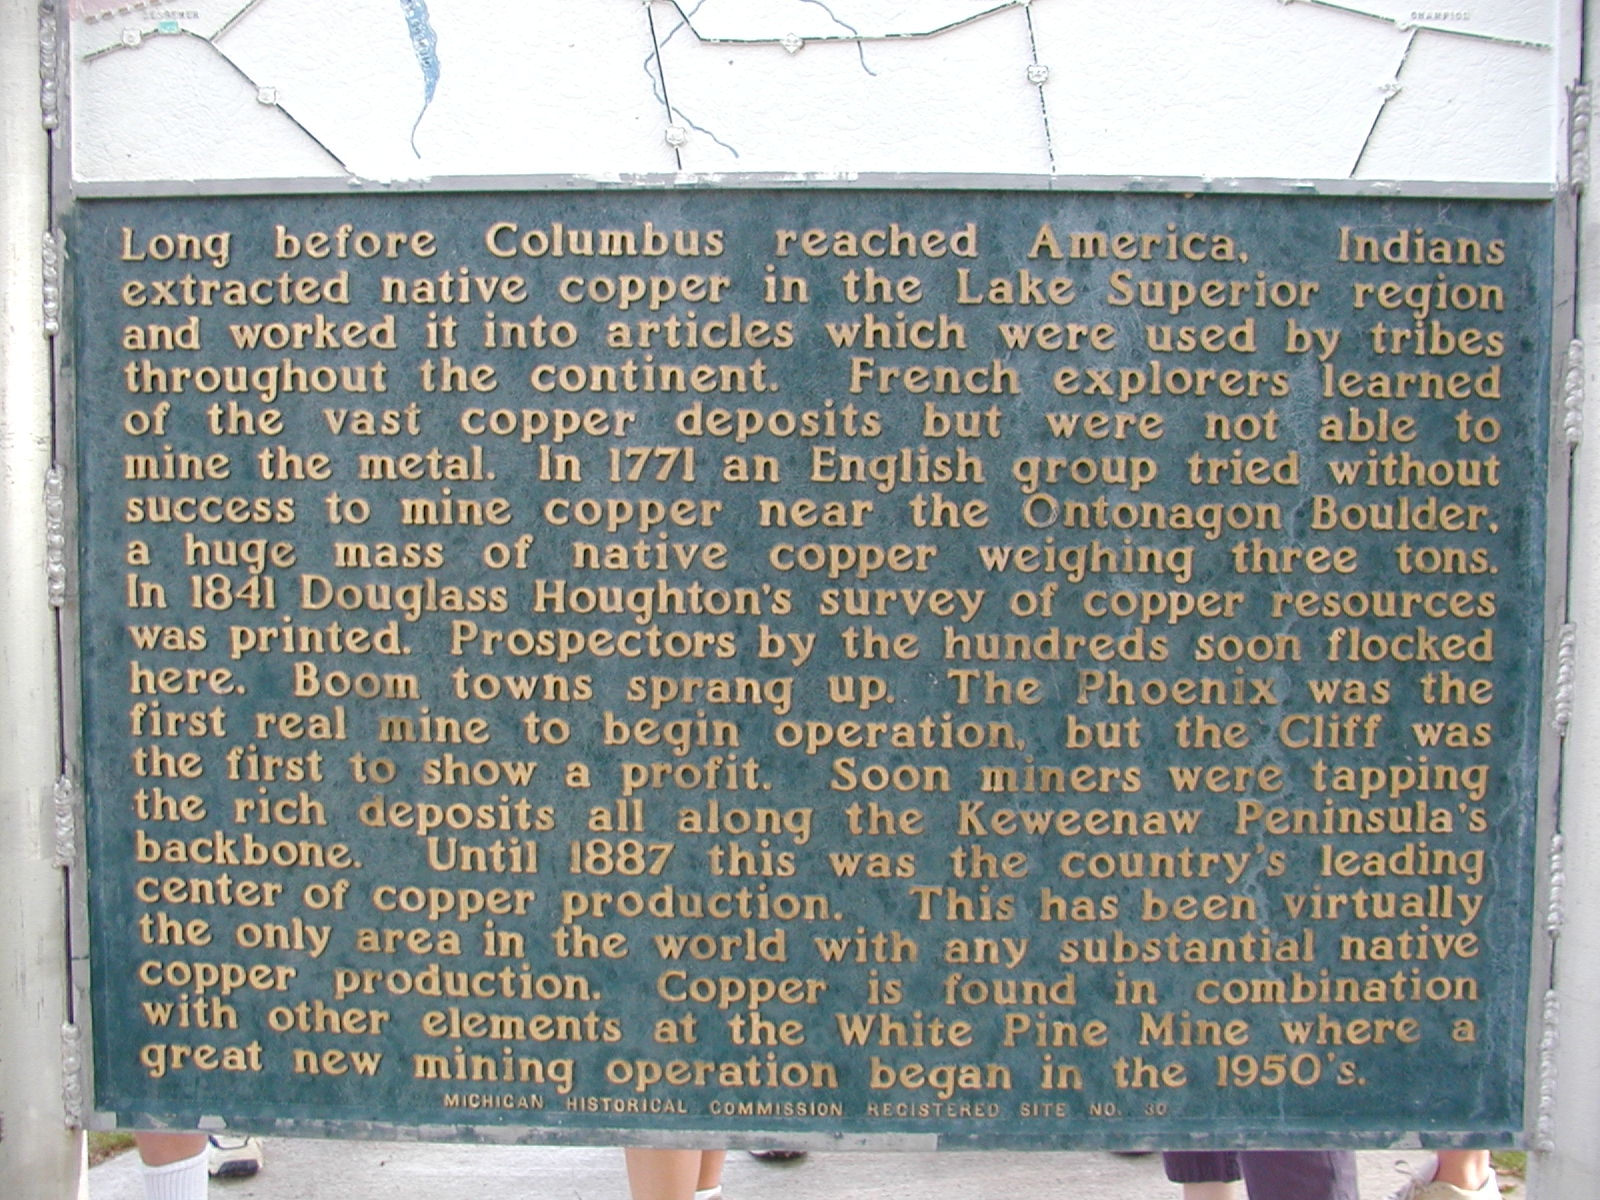 BESSEMER
CHAMPION
Long before Columbus reached America, Indians
extracted native copper in the Lake Superior region
and worked it into articles which were used by tribes
throughout the continent. French explorers learned
of the vast copper deposits but were not able to
mine the metal. In 1771 an English group tried without
success to mine copper near the Ontonagon Boulder,
a huge mass of native copper weighing three tons.
In 1841 Douglass Houghton's survey of copper resources
was printed. Prospectors by the hundreds soon flocked
here. Boom towns sprang up. The Phoenix was the
first real mine to begin operation, but the Cliff was
the first to show a profit. Soon miners were tapping
the rich deposits all along the Keweenaw Peninsula's
backbone. Until 1887 this was the country's leading
center of copper production. This has been virtually
the only area in the world with any substantial native
copper production. Copper is found in combination
with other elements at the White Pine Mine where a
great new mining operation began in the 1950's.
MICHIGAN HISTORICAL COMMISSION REGISTERED SITE NO. 30